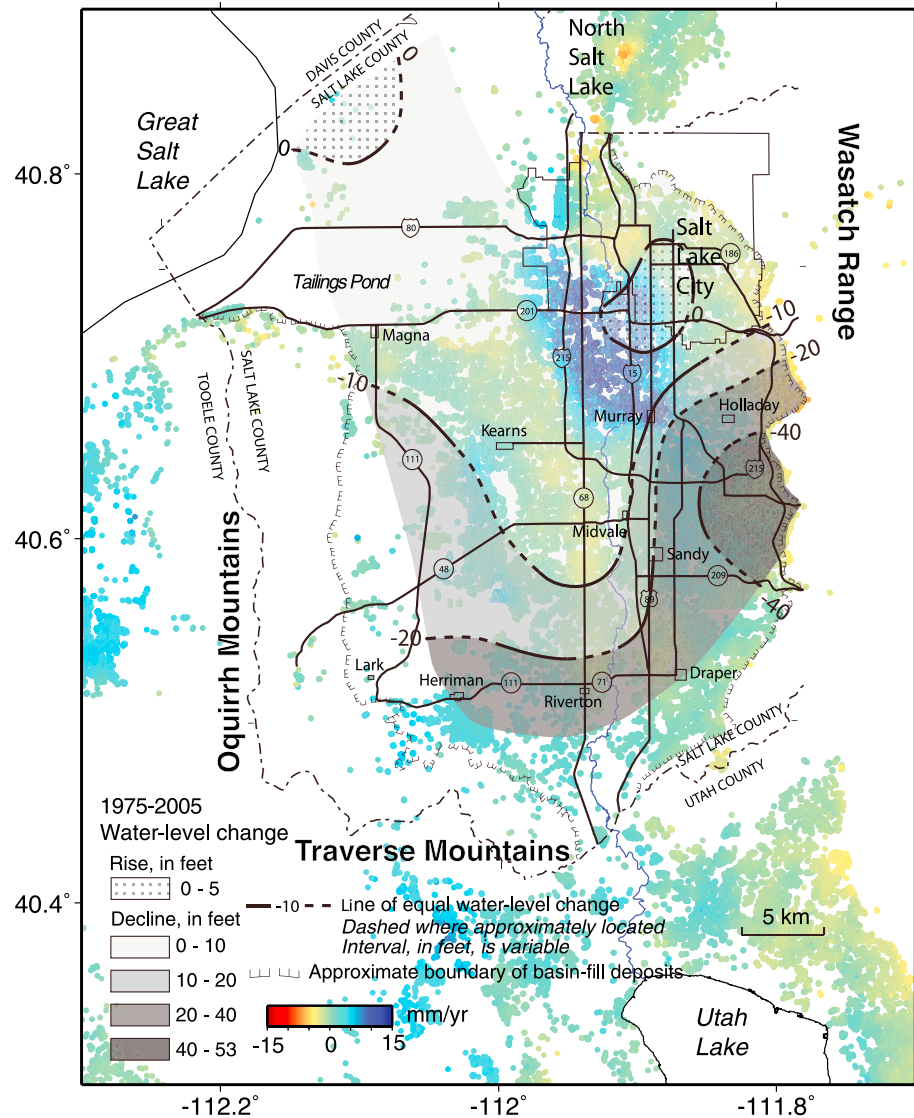 North
Salt
Lake
DAVIS COUNTY
SALT LAKE COUNTY
0
Great
Salt
Lake
0
40.8°
Wasatch Range
80
Salt
Lake
City
186
Tailings Pond
201
0
-10
Magna
215
15
-20
-10
SALT LAKE COUNTY
TOOELE COUNTY
Murray
Holladay
-40
Kearns
111
215
68
40.6°
Midvale
Sandy
48
209
89
-40
Oquirrh Mountains
-20
Lark
Herriman
111
71
Riverton
Draper
SALT LAKE COUNTY
UTAH COUNTY
1975-2005
Water-level change
Rise, in feet
0 - 5
Decline, in feet
0 - 10
10 - 20
20 - 40
40 - 53
Traverse Mountains
-10
Line of equal water-level change
Dashed where approximately located
Interval, in feet, is variable
Approximate boundary of basin-fill deposits
40.4°
5 km
mm/yr
-15
0
15
Utah
Lake
-112.2°
-112°
-111.8°